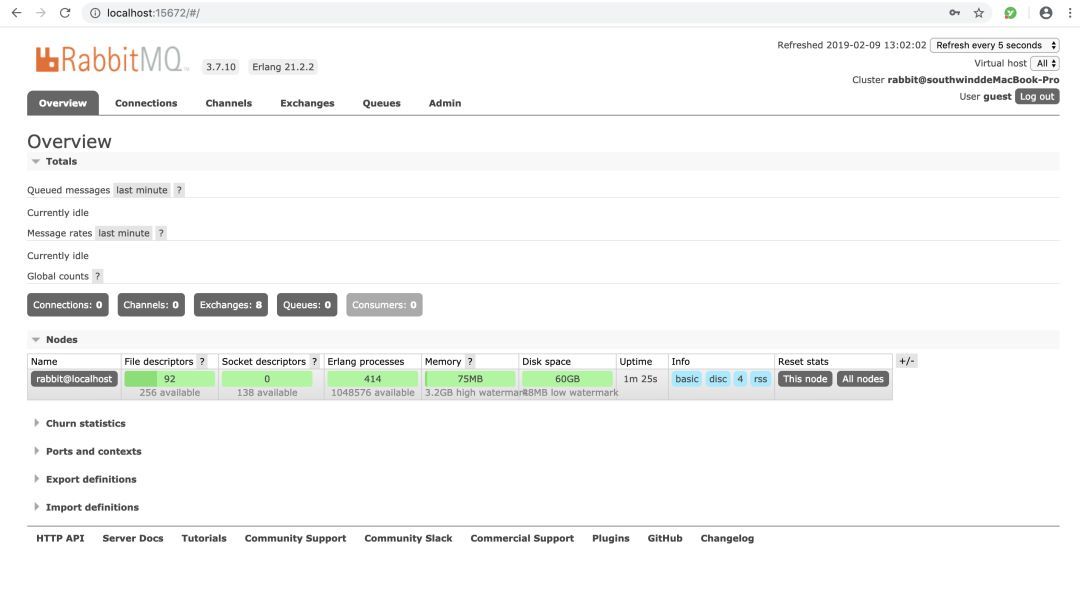 localhost:15672/#/
Refreshed 2019-02-09 13:02:02 Refresh every 5 seconds
RabbitMQ 3.7.10 Erlang 21.2.2
TM
Virtual host All
Cluster rabbit@southwinddeMacBook-Pro
User guest Log out
Overview Connections Channels Exchanges Queues Admin
Overview
Totals
Queued messages last minute ?
Currently idle
Message rates last minute ?
Currently idle
Global counts ?
Connections: 0 Channels: 0 Exchanges: 8 Queues: 0 Consumers: 0
Nodes
Name File descriptors ? Socket descriptors ? Erlang processes Memory ? Disk space Uptime Info Reset stats +/-
rabbit@localhost 92 0 414 75MB 60GB 1m 25s basic disc 4 rss This node All nodes
256 available 138 available 1048576 available 3.2GB high watermark 48MB low watermark
Churn statistics
Ports and contexts
Export definitions
Import definitions
HTTP API Server Docs Tutorials Community Support Community Slack Commercial Support Plugins GitHub Changelog